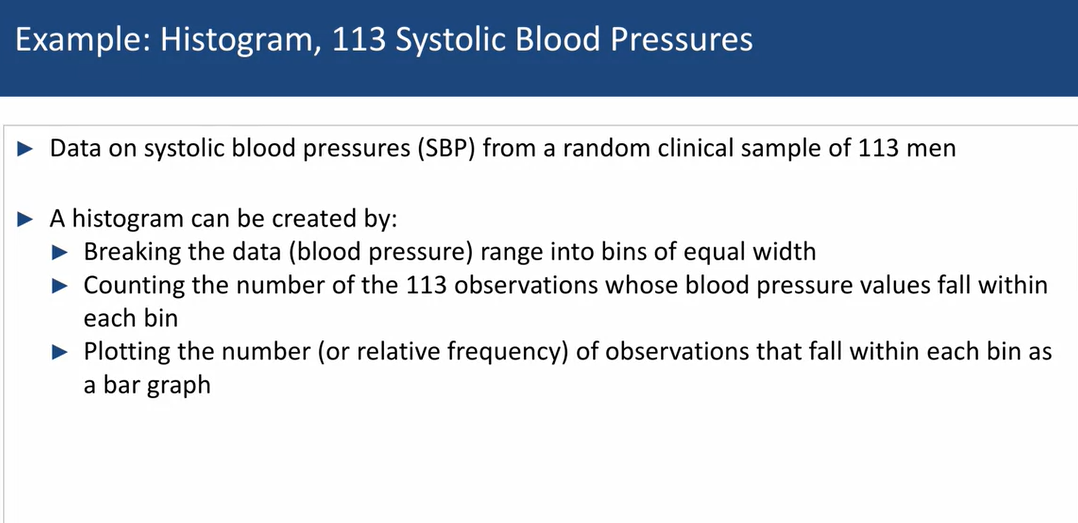 Example: Histogram, 113 Systolic Blood Pressures
► Data on systolic blood pressures (SBP) from a random clinical sample of 113 men
► A histogram can be created by:
► Breaking the data (blood pressure) range into bins of equal width
► Counting the number of the 113 observations whose blood pressure values fall within
each bin
► Plotting the number (or relative frequency) of observations that fall within each bin as
a bar graph